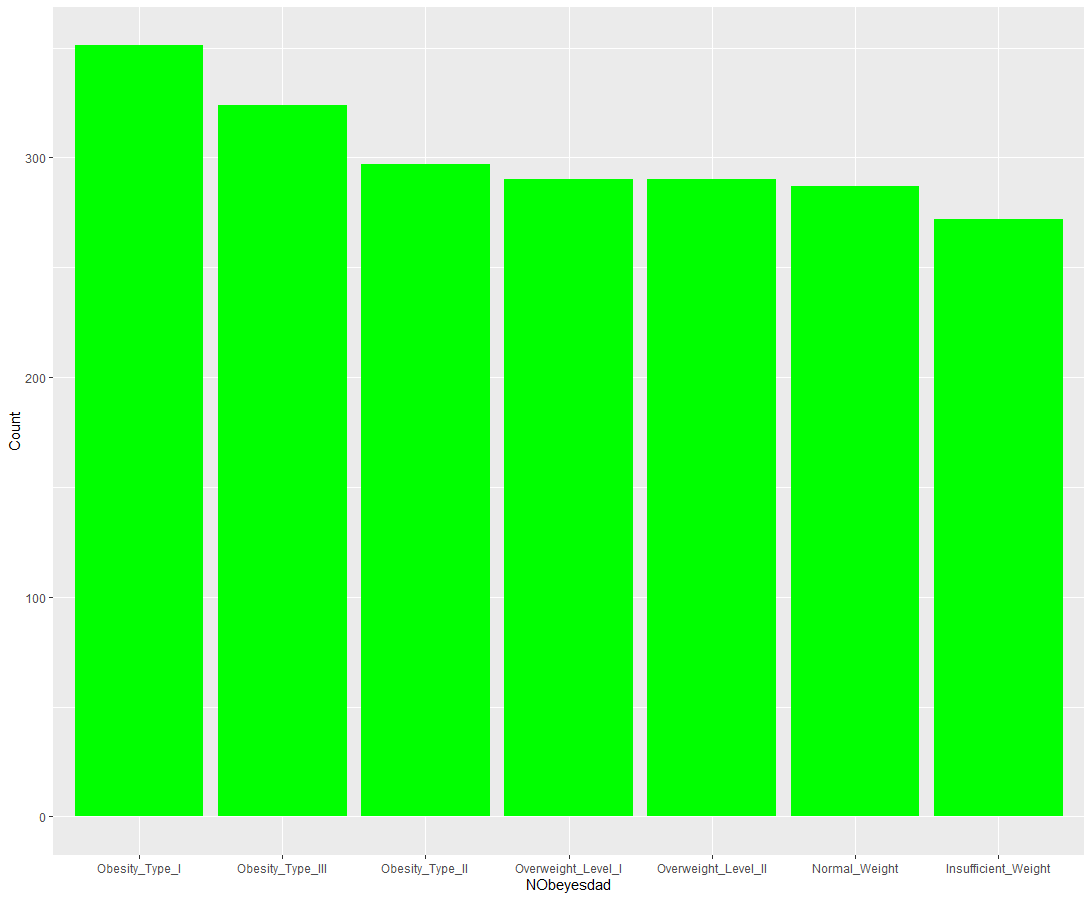 Count
300
200
100
0
Obesity_Type_I Obesity_Type_III Obesity_Type_II Overweight_Level_I Overweight_Level_II Normal_Weight Insufficient_Weight
NObeyesdad